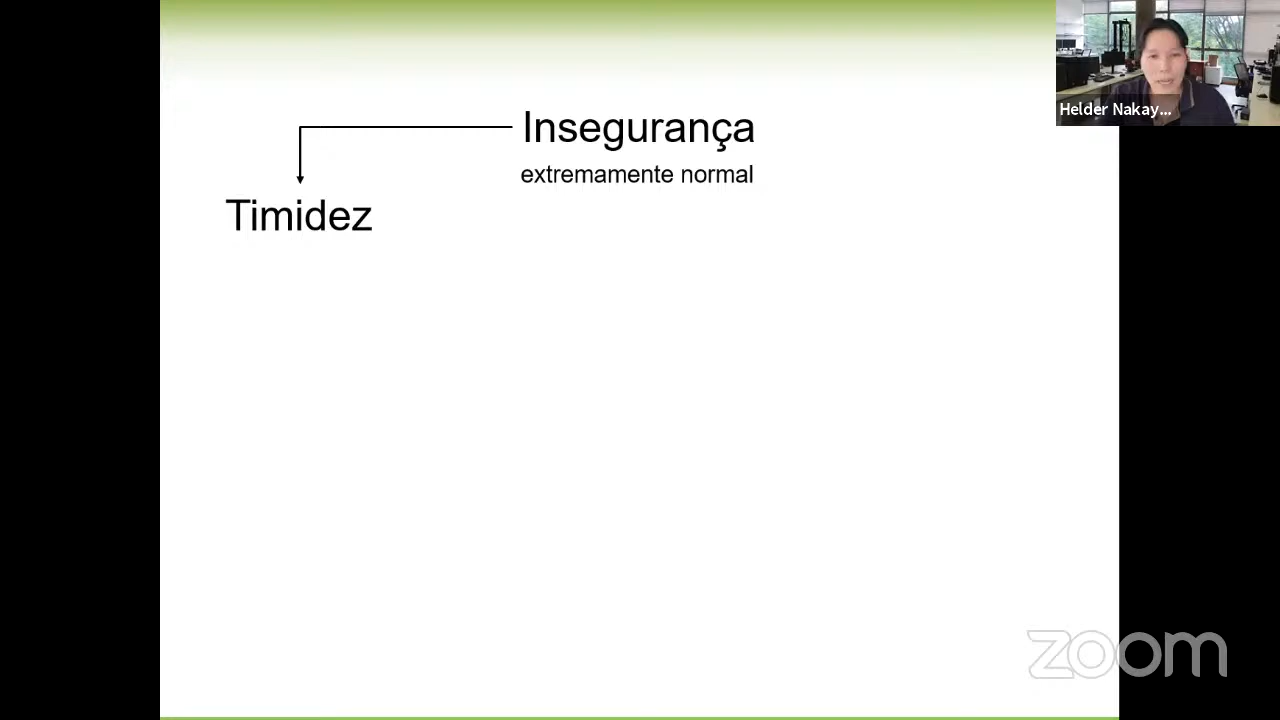 Helder Nakay...
Insegurança
extremamente normal
Timidez
zoom